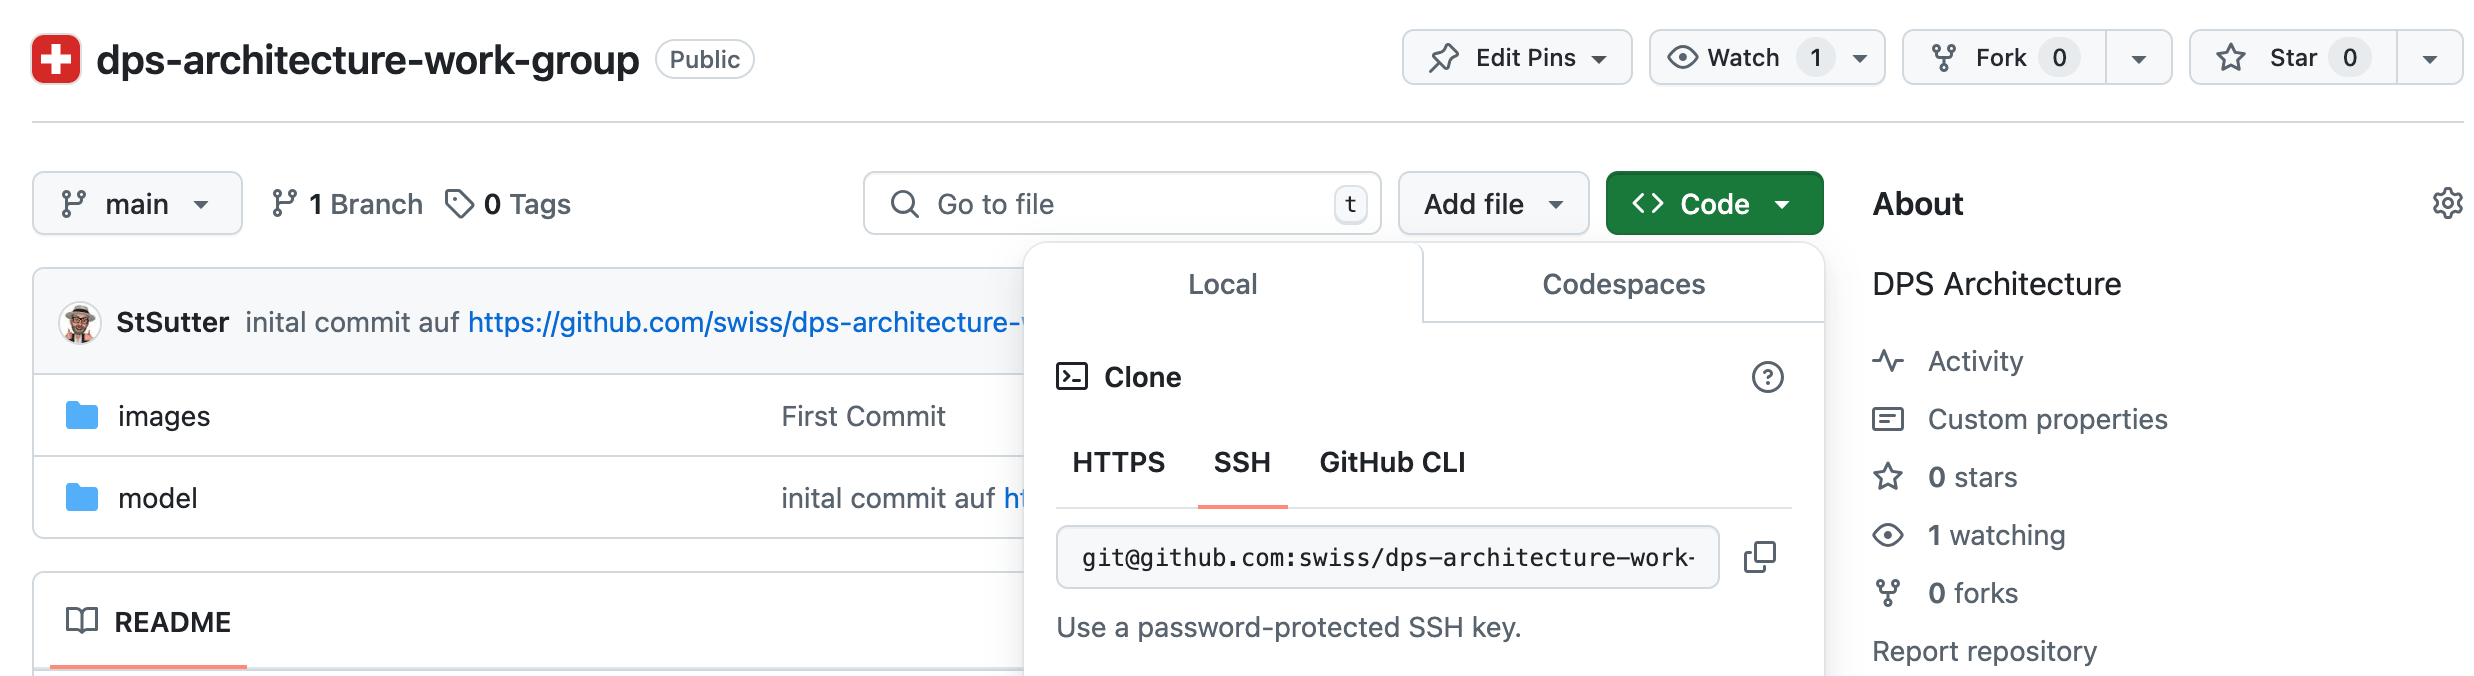 dps-architecture-work-group Public Edit Pins Watch 1 Fork 0 Star 0
main 1 Branch 0 Tags Go to file t Add file Code
About
Local Codespaces
DPS Architecture
StSutter inital commit auf https://github.com/swiss/dps-architecture-
Clone
Activity
images First Commit
Custom properties
HTTPS SSH GitHub CLI
0 stars
model inital commit auf
1 watching
git@github.com:swiss/dps-architecture-work-
0 forks
README
Use a password-protected SSH key.
Report repository